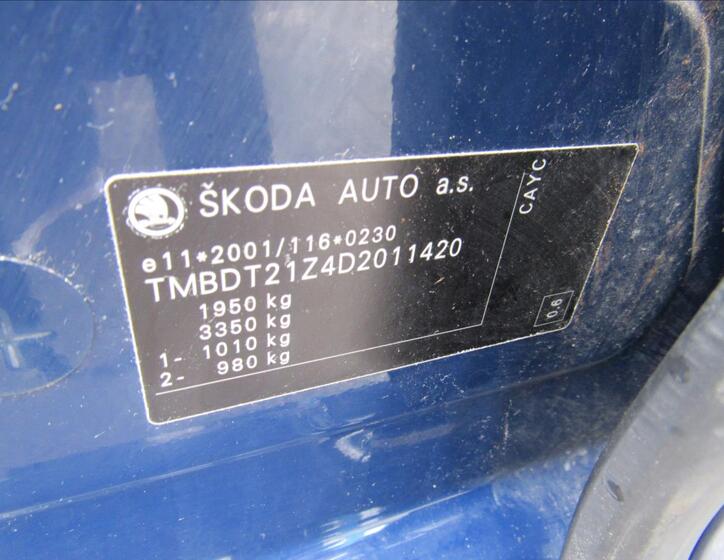 ŠKODA AUTO a.s.
e11*2001/116*0230
TMBDT21Z4D2011420
1950 kg
3350 kg
1- 1010 kg
2- 980 kg
CAYC
0.6